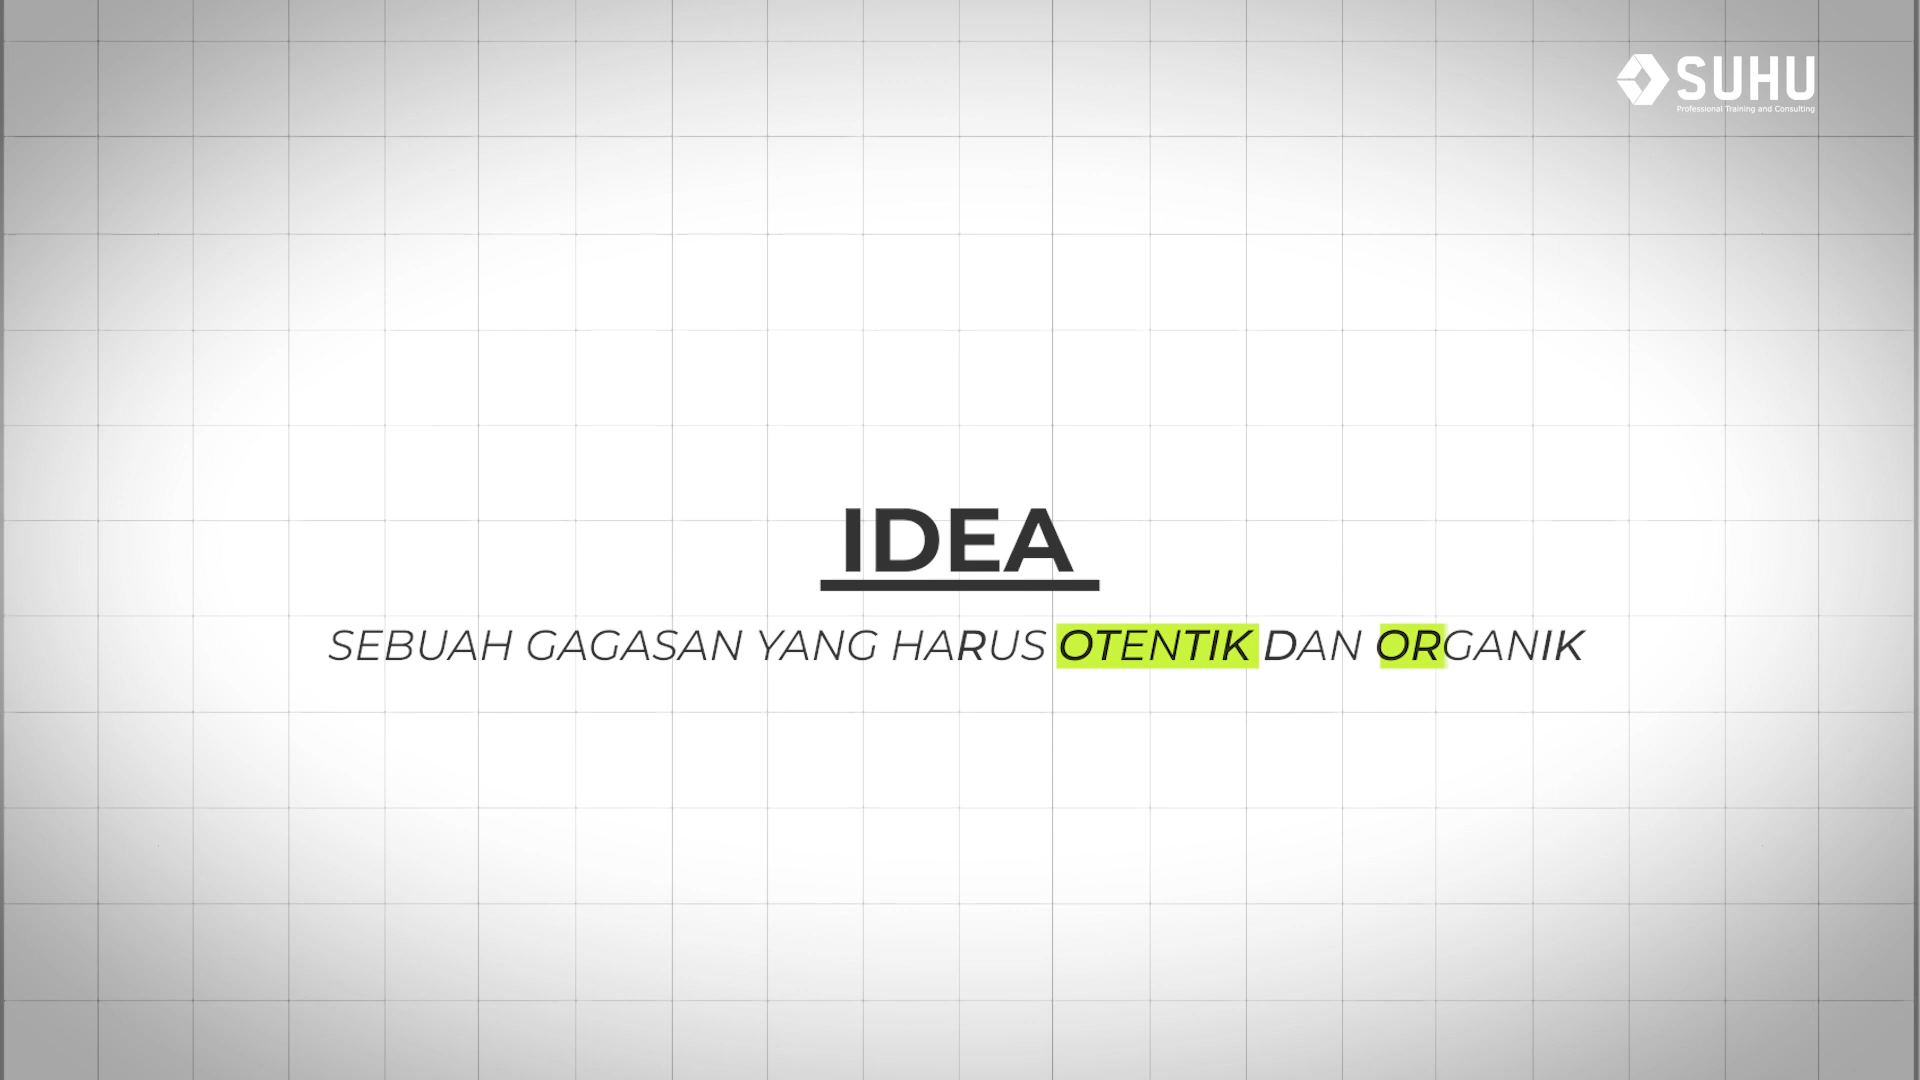 SUHU
Professional Training and Consulting
IDEA
SEBUAH GAGASAN YANG HARUS OTENTIK DAN ORGANIK